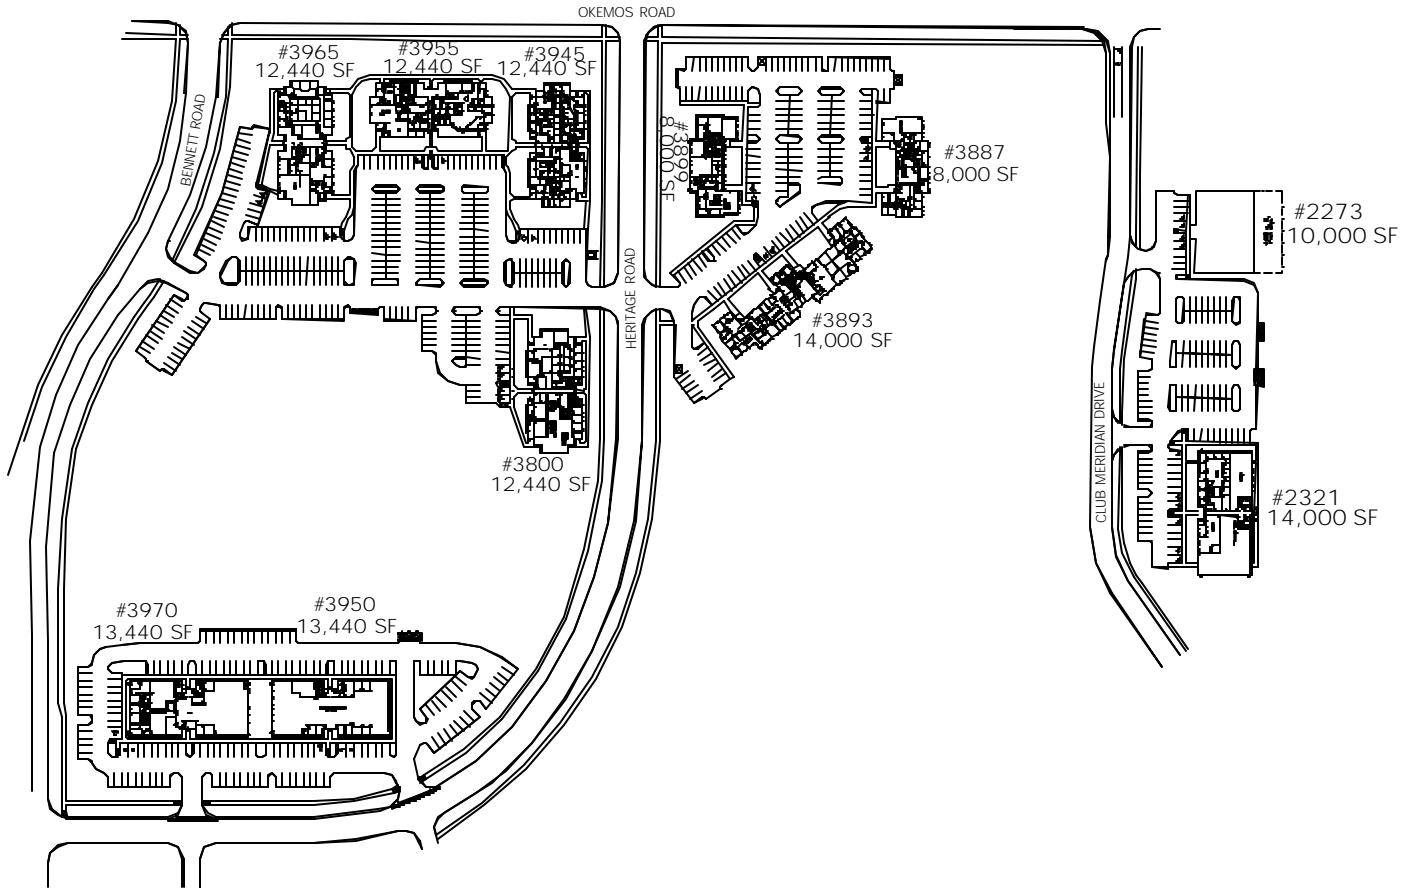 OKEMOS ROAD
#3965
12,440 SF
#3955
12,440 SF
#3945
12,440 SF
BENNETT ROAD
#3899
8,000 SF
#3887
8,000 SF
#2273
10,000 SF
HERITAGE ROAD
#3893
14,000 SF
CLUB MERIDIAN DRIVE
#3800
12,440 SF
#2321
14,000 SF
#3970
13,440 SF
#3950
13,440 SF